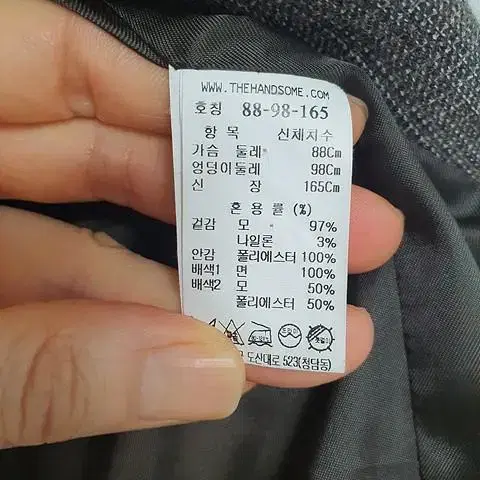 WWW.THEHANDSOME.COM
호칭 88-98-165
항 목 신체치수
가슴 둘레 88Cm
엉덩이둘레 98Cm
신 장 165Cm
혼 용 률 (%)
겉감 모 97%
나일론 3%
안감 폴리에스터 100%
배색1 면 100%
배색2 모 50%
폴리에스터 50%
도산대로 523(청담동)